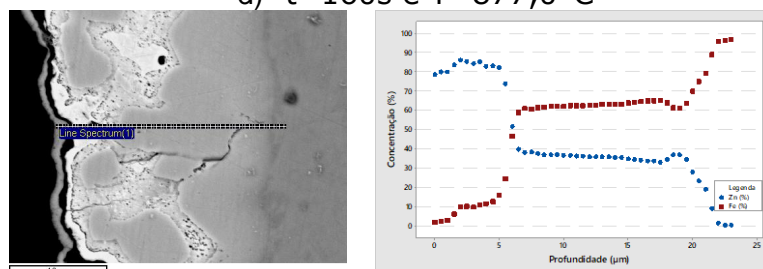 Line Spectrum(1)
Concentração (%)
100
90
80
70
60
50
40
30
20
10
0
0
5
10
15
20
25
Profundidade (µm)
Legenda
Zn (%)
Fe (%)